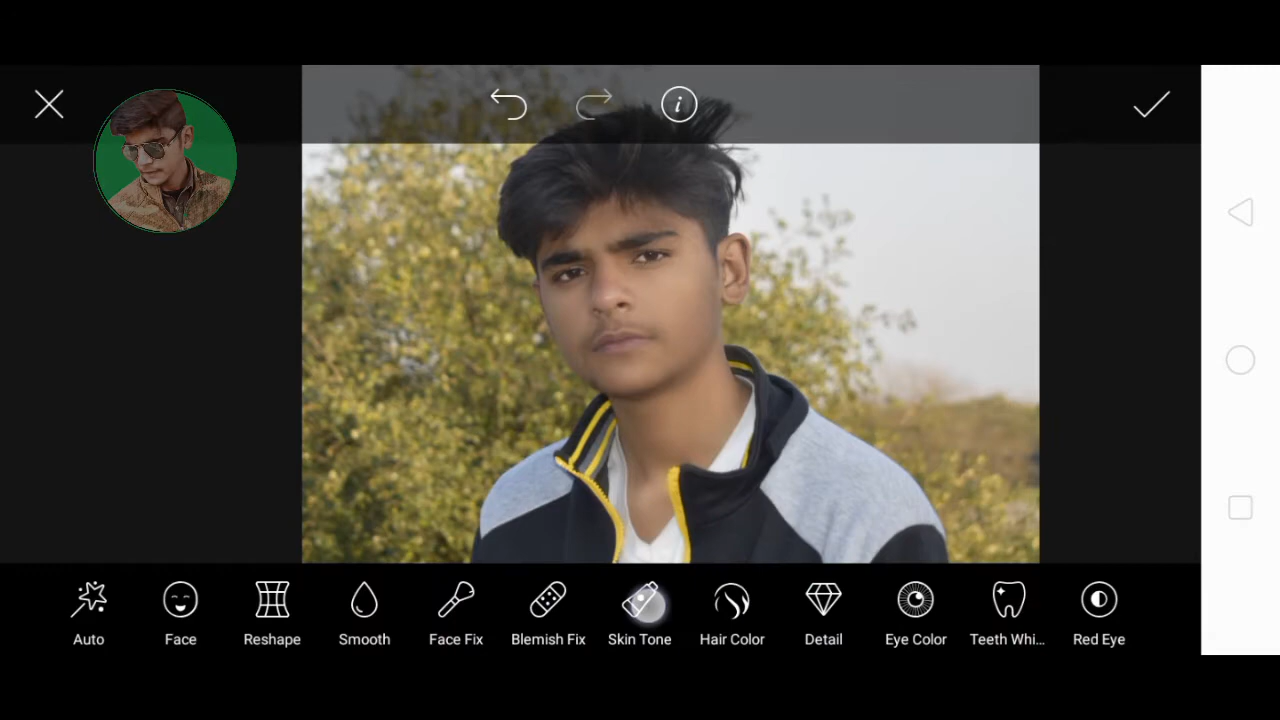 Auto
Face
Reshape
Smooth
Face Fix
Blemish Fix
Skin Tone
Hair Color
Detail
Eye Color
Teeth Whi...
Red Eye